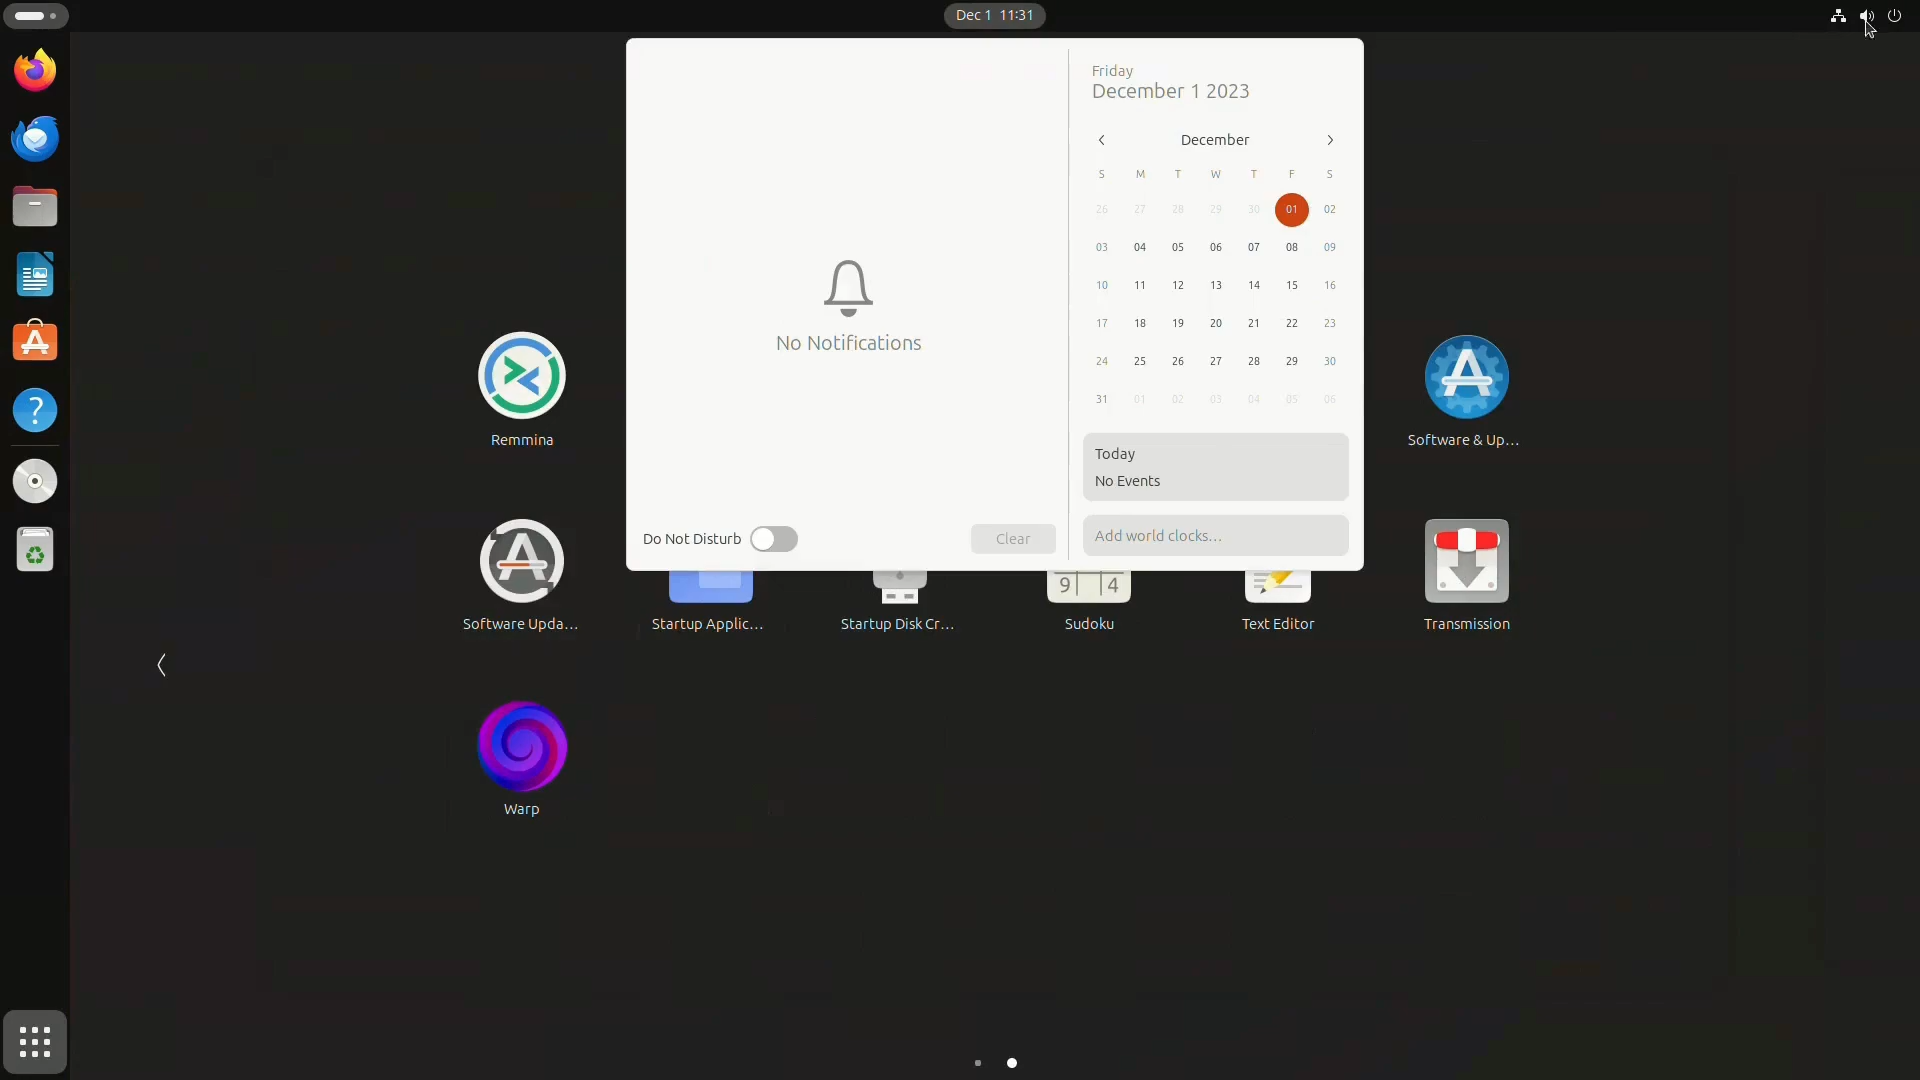 Dec 1 11:31
Friday
December 1 2023
December
S M T W T F S
26 27 28 29 30 01 02
03 04 05 06 07 08 09
10 11 12 13 14 15 16
17 18 19 20 21 22 23
24 25 26 27 28 29 30
31 01 02 03 04 05 06
No Notifications
Today
No Events
Do Not Disturb
Clear
Add world clocks...
Remmina
Software & Up...
9 4
Software Upda...
Startup Applic...
Startup Disk Cr...
Sudoku
Text Editor
Transmission
Warp